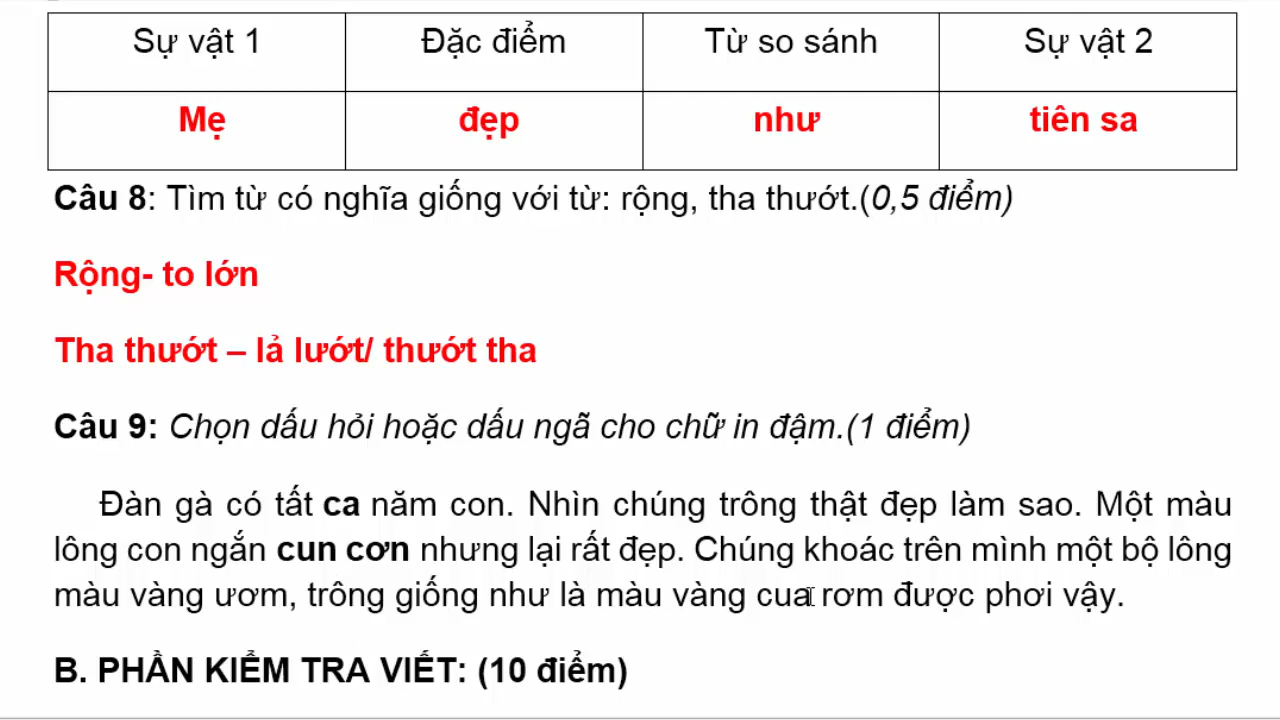 Sự vật 1 Đặc điểm Từ so sánh Sự vật 2
Mẹ đẹp như tiên sa
Câu 8: Tìm từ có nghĩa giống với từ: rộng, tha thướt.(0,5 điểm)
Rộng- to lớn
Tha thướt – lả lướt/ thướt tha
Câu 9: Chọn dấu hỏi hoặc dấu ngã cho chữ in đậm.(1 điểm)
Đàn gà có tất ca năm con. Nhìn chúng trông thật đẹp làm sao. Một màu
lông con ngắn cun cơn nhưng lại rất đẹp. Chúng khoác trên mình một bộ lông
màu vàng ươm, trông giống như là màu vàng cua rơm được phơi vậy.
B. PHẦN KIỂM TRA VIẾT: (10 điểm)